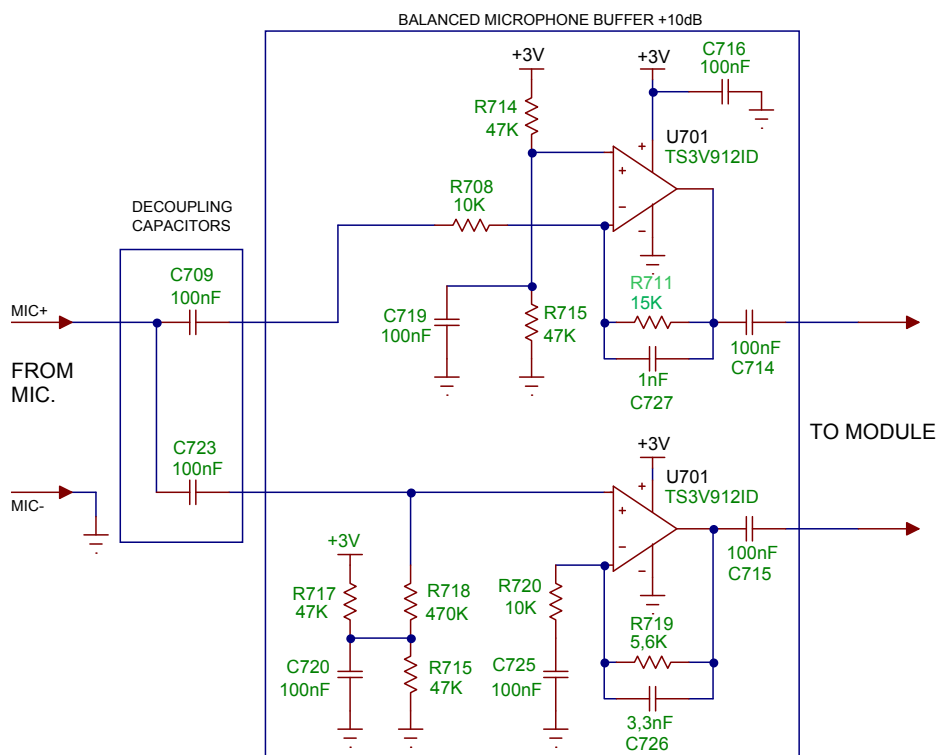 BALANCED MICROPHONE BUFFER +10dB
+3V
+3V
C716
100nF
R714
47K
U701
TS3V912ID
R708
10K
DECOUPLING
CAPACITORS
C709
100nF
MIC+
C719
100nF
R715
47K
R711
15K
100nF
C714
1nF
C727
FROM
MIC.
TO MODULE
C723
100nF
MIC-
+3V
U701
TS3V912ID
100nF
C715
+3V
R717
47K
R718
470K
R720
10K
R719
5,6K
C720
100nF
R715
47K
C725
100nF
3,3nF
C726